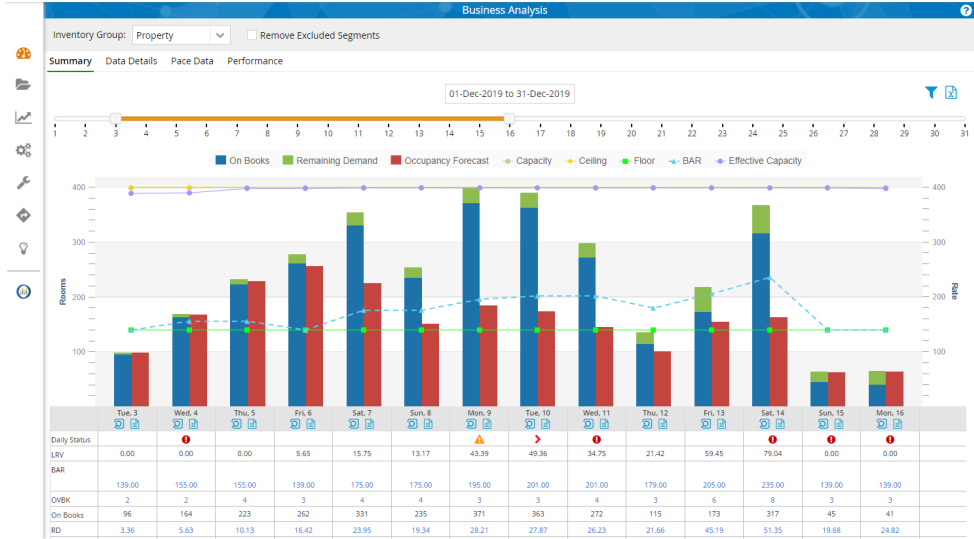 Business Analysis
?
Inventory Group: Property Remove Excluded Segments
Summary Data Details Pace Data Performance
01-Dec-2019 to 31-Dec-2019
1 2 3 4 6 7 8 9 10 11 12 13 14 15 16 17 18 19 20 21 22 23 24 25 26 27 28 29 30 31
On Books Remaining Demand Occupancy Forecast Capacity Ceiling Floor BAR Effective Capacity
400 400
300 300
200 200
100 100
Rooms
Rate
Tue, 3 Wed, 4 Thu, 5 Fri, 6 Sat, 7 Sun, 8 Mon, 9 Tue, 10 Wed, 11 Thu, 12 Fri, 13 Sat, 14 Sun, 15 Mon, 16
Daily Status
LRV 0.00 0.00 0.00 5.65 15.75 13.17 43.39 49.36 34.75 21.42 59.45 79.04 0.00 0.00
BAR
139.00 155.00 155.00 139.00 175.00 175.00 195.00 201.00 201.00 179.00 205.00 235.00 139.00 139.00
OVBK 2 2 4 3 4 4 3 3 4 3 6 8 3 3
On Books 96 164 223 262 331 235 371 363 272 115 173 317 45 41
RD 3.36 5.63 10.13 16.42 23.95 19.34 28.21 27.87 26.23 21.66 45.19 51.35 19.68 24.82